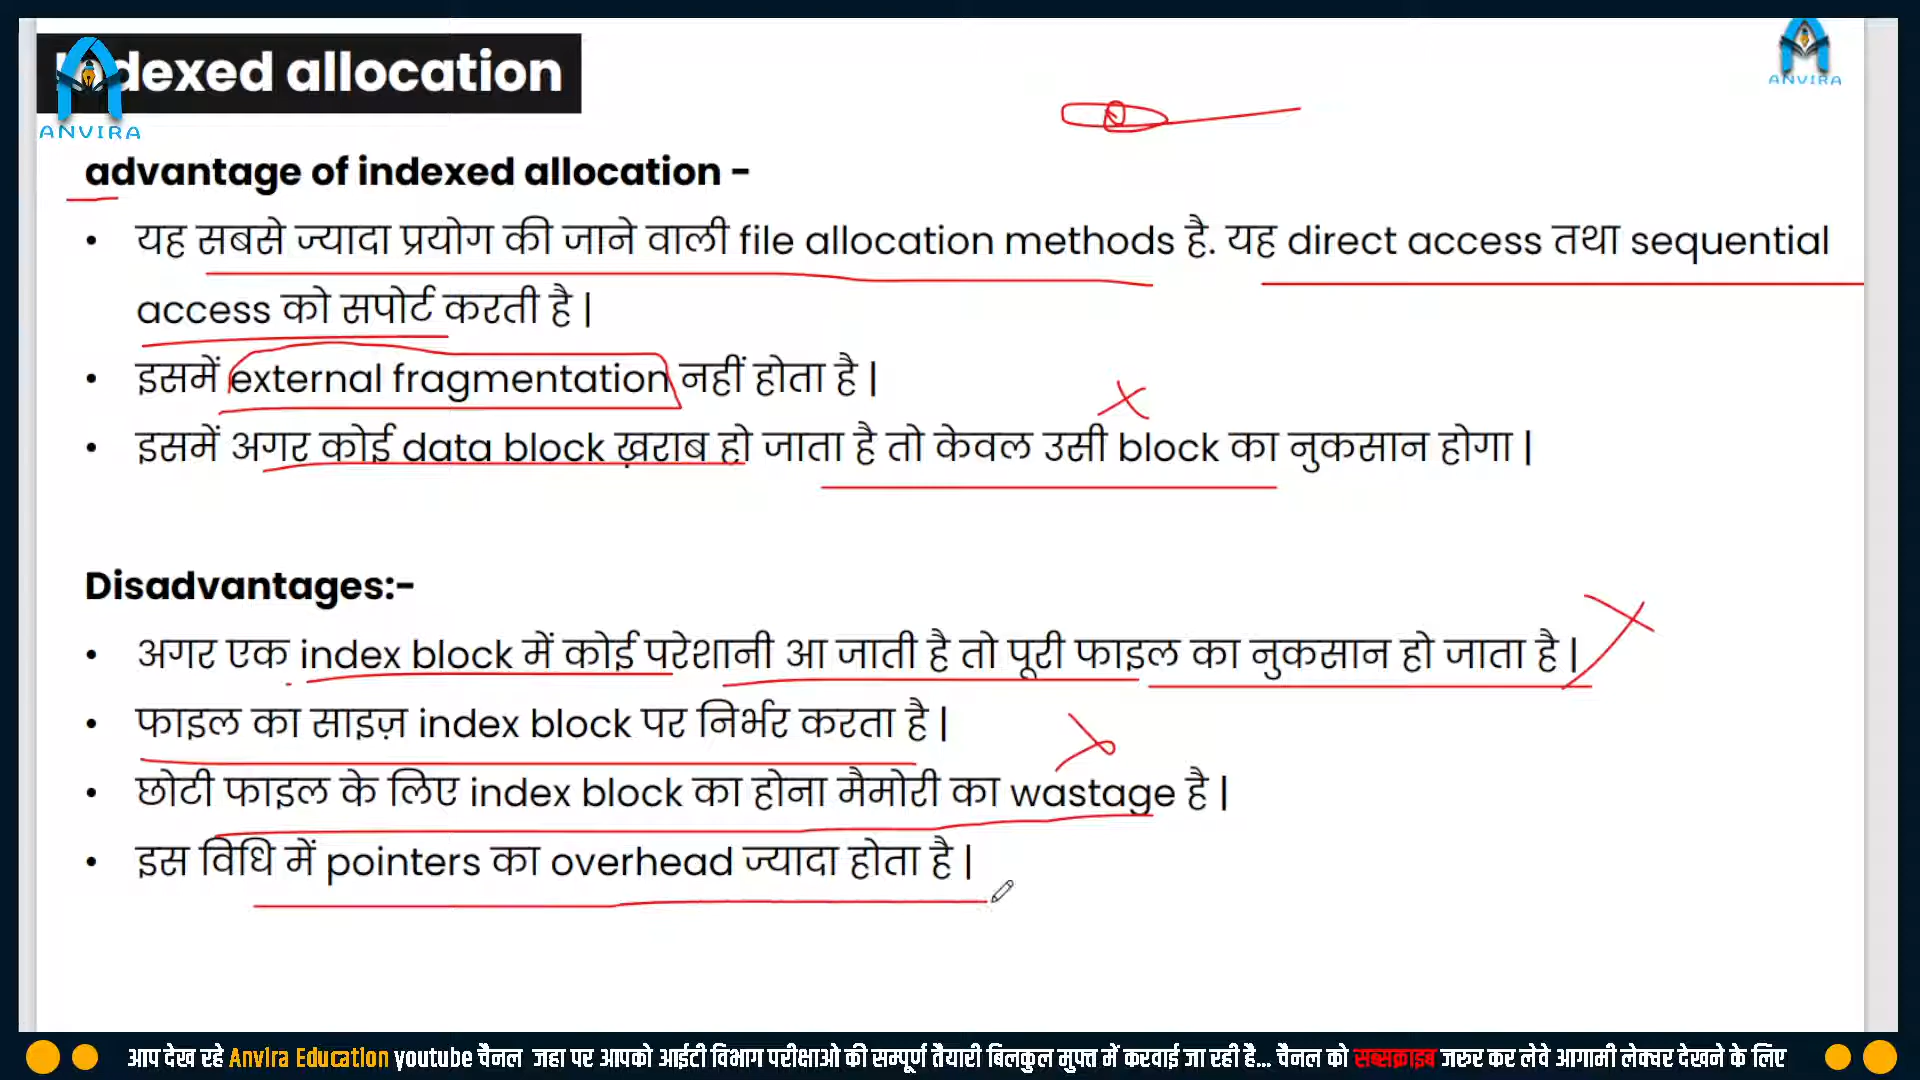 Indexed allocation
ANVIRA
ANVIRA
advantage of indexed allocation -
• यह सबसे ज्यादा प्रयोग की जाने वाली file allocation methods है. यह direct access तथा sequential
access को सपोर्ट करती है |
• इसमें external fragmentation नहीं होता है |
• इसमें अगर कोई data block ख़राब हो जाता है तो केवल उसी block का नुकसान होगा |
Disadvantages:-
• अगर एक index block में कोई परेशानी आ जाती है तो पूरी फाइल का नुकसान हो जाता है |
• फाइल का साइज़ index block पर निर्भर करता है |
• छोटी फाइल के लिए index block का होना मैमोरी का wastage है |
• इस विधि में pointers का overhead ज्यादा होता है |
आप देख रहे Anvira Education youtube चैनल जहा पर आपको आईटी विभाग परीक्षाओ की सम्पूर्ण तैयारी बिलकुल मुफ्त में करवाई जा रही है... चैनल को सब्सक्राइब जरुर कर लेवे आगामी लेक्चर देखने के लिए